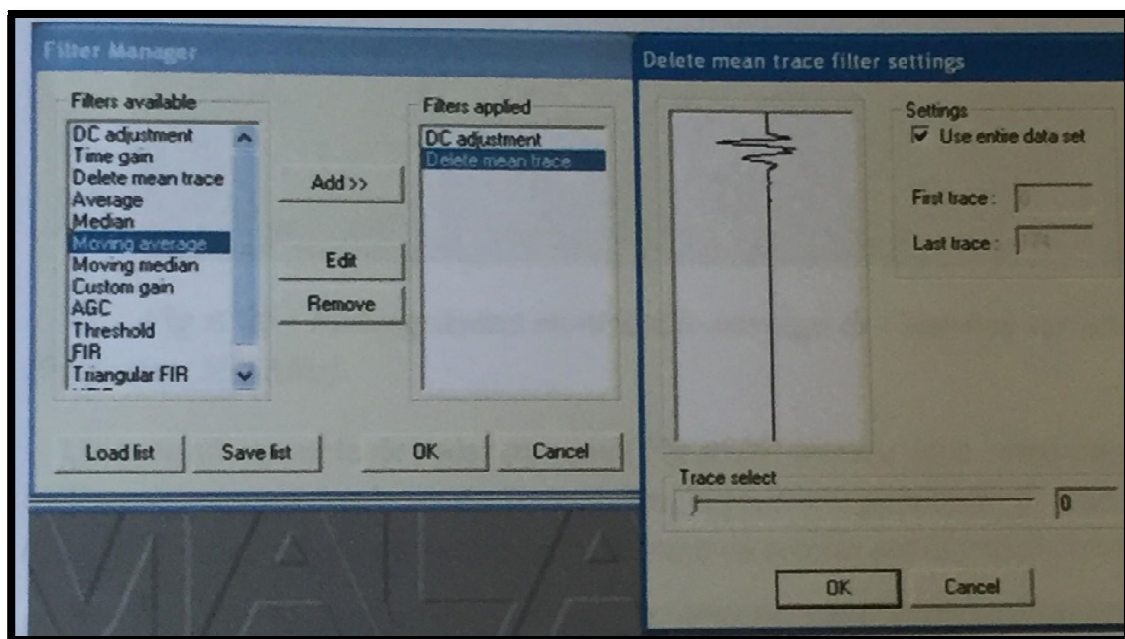 Filter Manager
Filters available
DC adjustment
Time gain
Delete mean trace
Average
Median
Moving average
Moving median
Custom gain
AGC
Threshold
FIR
Triangular FIR
Add >>
Edit
Remove
Filters applied
DC adjustment
Delete mean trace
Load list
Save list
OK
Cancel
Delete mean trace filter settings
Settings
Use entire data set
First trace :
Last trace :
Trace select
0
OK
Cancel
MALA